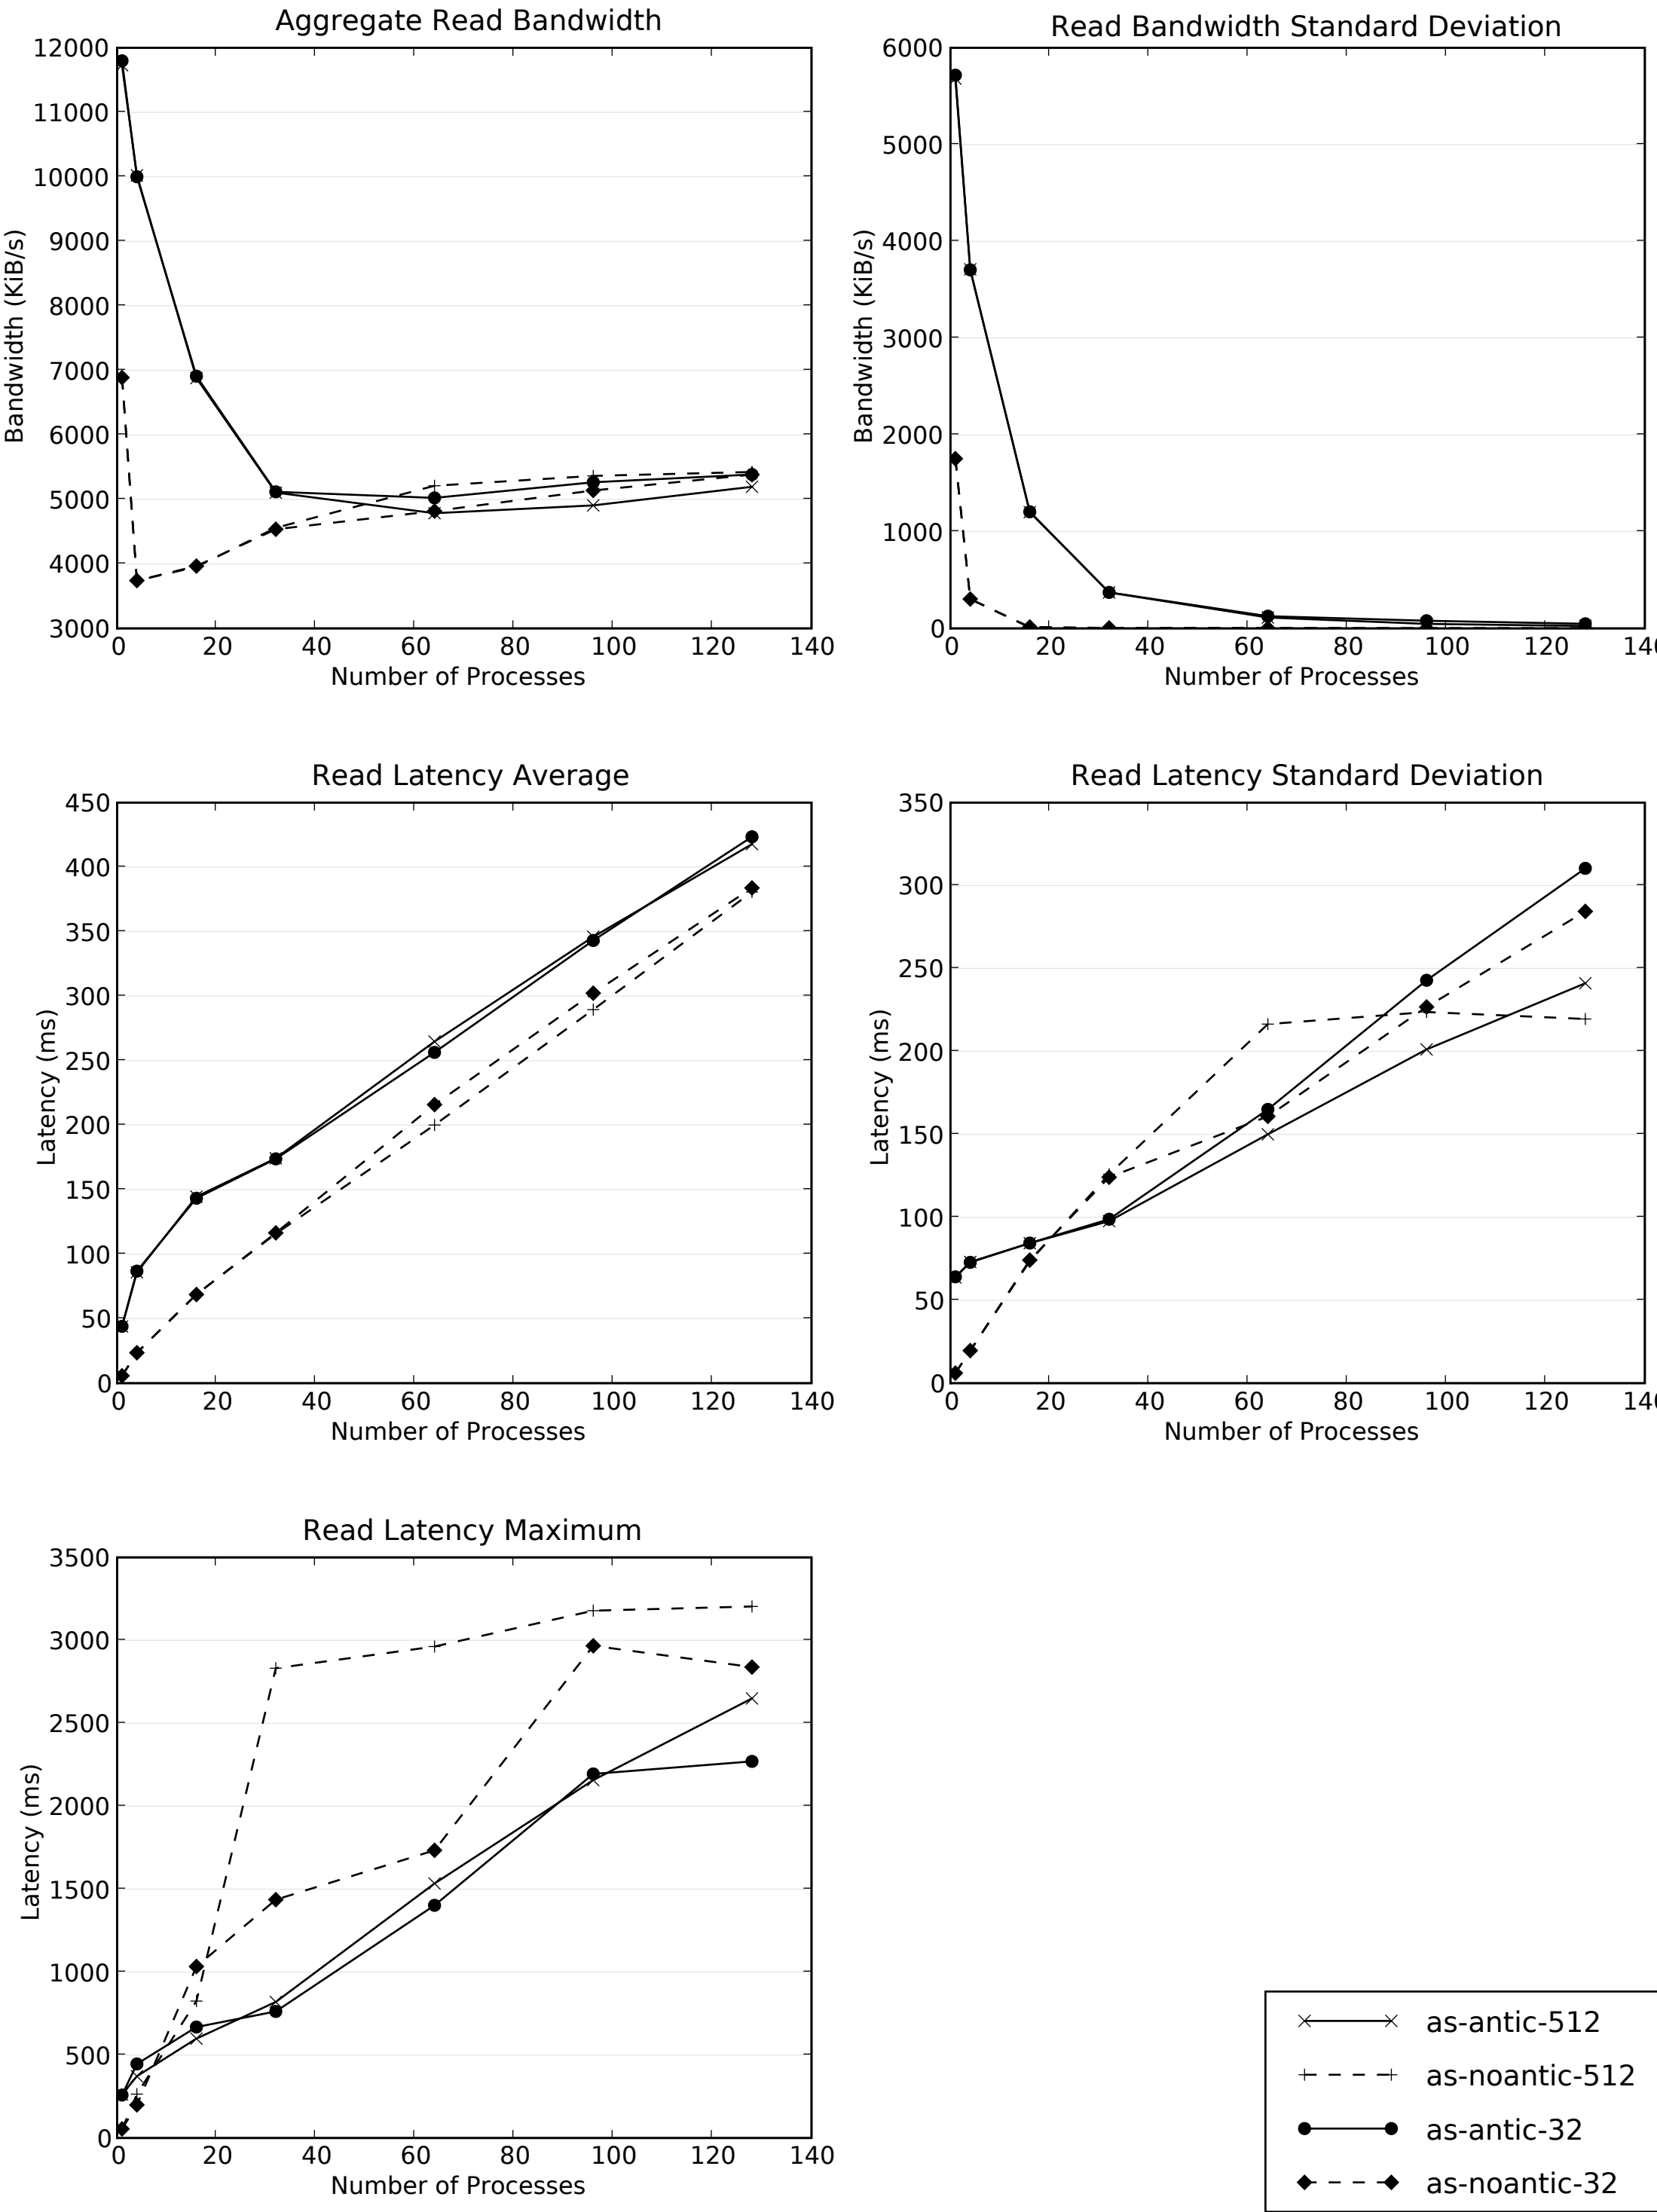 Aggregate Read Bandwidth
12000
11000
10000
9000
8000
7000
6000
5000
4000
3000
Bandwidth (KiB/s)
0 20 40 60 80 100 120 140
Number of Processes
Read Bandwidth Standard Deviation
6000
5000
4000
3000
2000
1000
0
Bandwidth (KiB/s)
0 20 40 60 80 100 120 140
Number of Processes
Read Latency Average
450
400
350
300
250
200
150
100
50
0
Latency (ms)
0 20 40 60 80 100 120 140
Number of Processes
Read Latency Standard Deviation
350
300
250
200
150
100
50
0
Latency (ms)
0 20 40 60 80 100 120 140
Number of Processes
Read Latency Maximum
3500
3000
2500
2000
1500
1000
500
0
Latency (ms)
0 20 40 60 80 100 120 140
Number of Processes
as-antic-512
as-noantic-512
as-antic-32
as-noantic-32